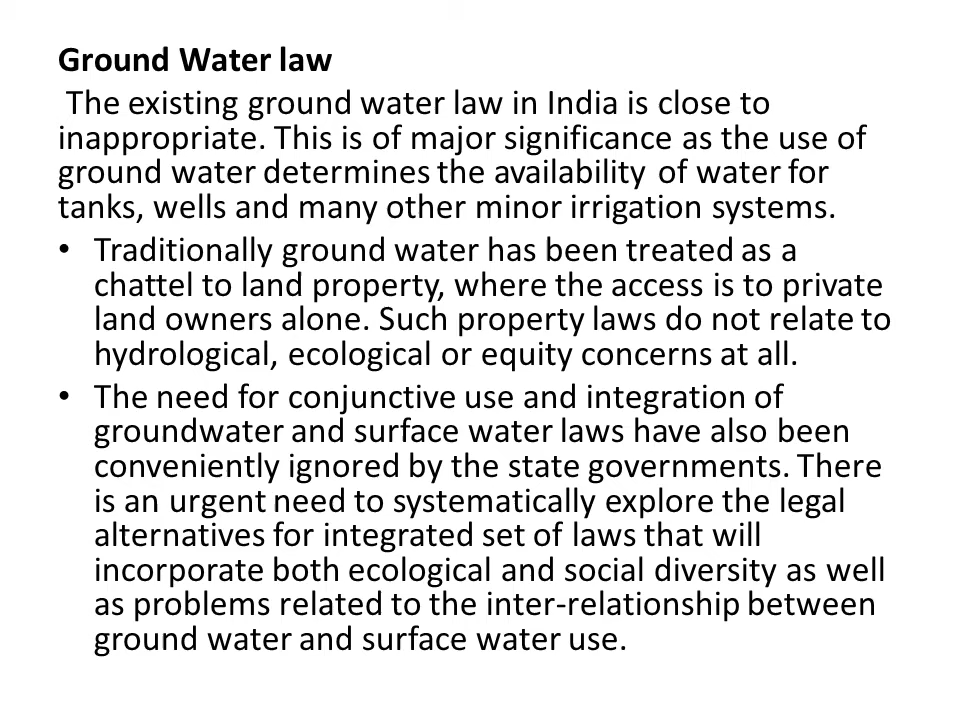 Ground Water law
The existing ground water law in India is close to
inappropriate. This is of major significance as the use of
ground water determines the availability of water for
tanks, wells and many other minor irrigation systems.
• Traditionally ground water has been treated as a
chattel to land property, where the access is to private
land owners alone. Such property laws do not relate to
hydrological, ecological or equity concerns at all.
• The need for conjunctive use and integration of
groundwater and surface water laws have also been
conveniently ignored by the state governments. There
is an urgent need to systematically explore the legal
alternatives for integrated set of laws that will
incorporate both ecological and social diversity as well
as problems related to the inter-relationship between
ground water and surface water use.